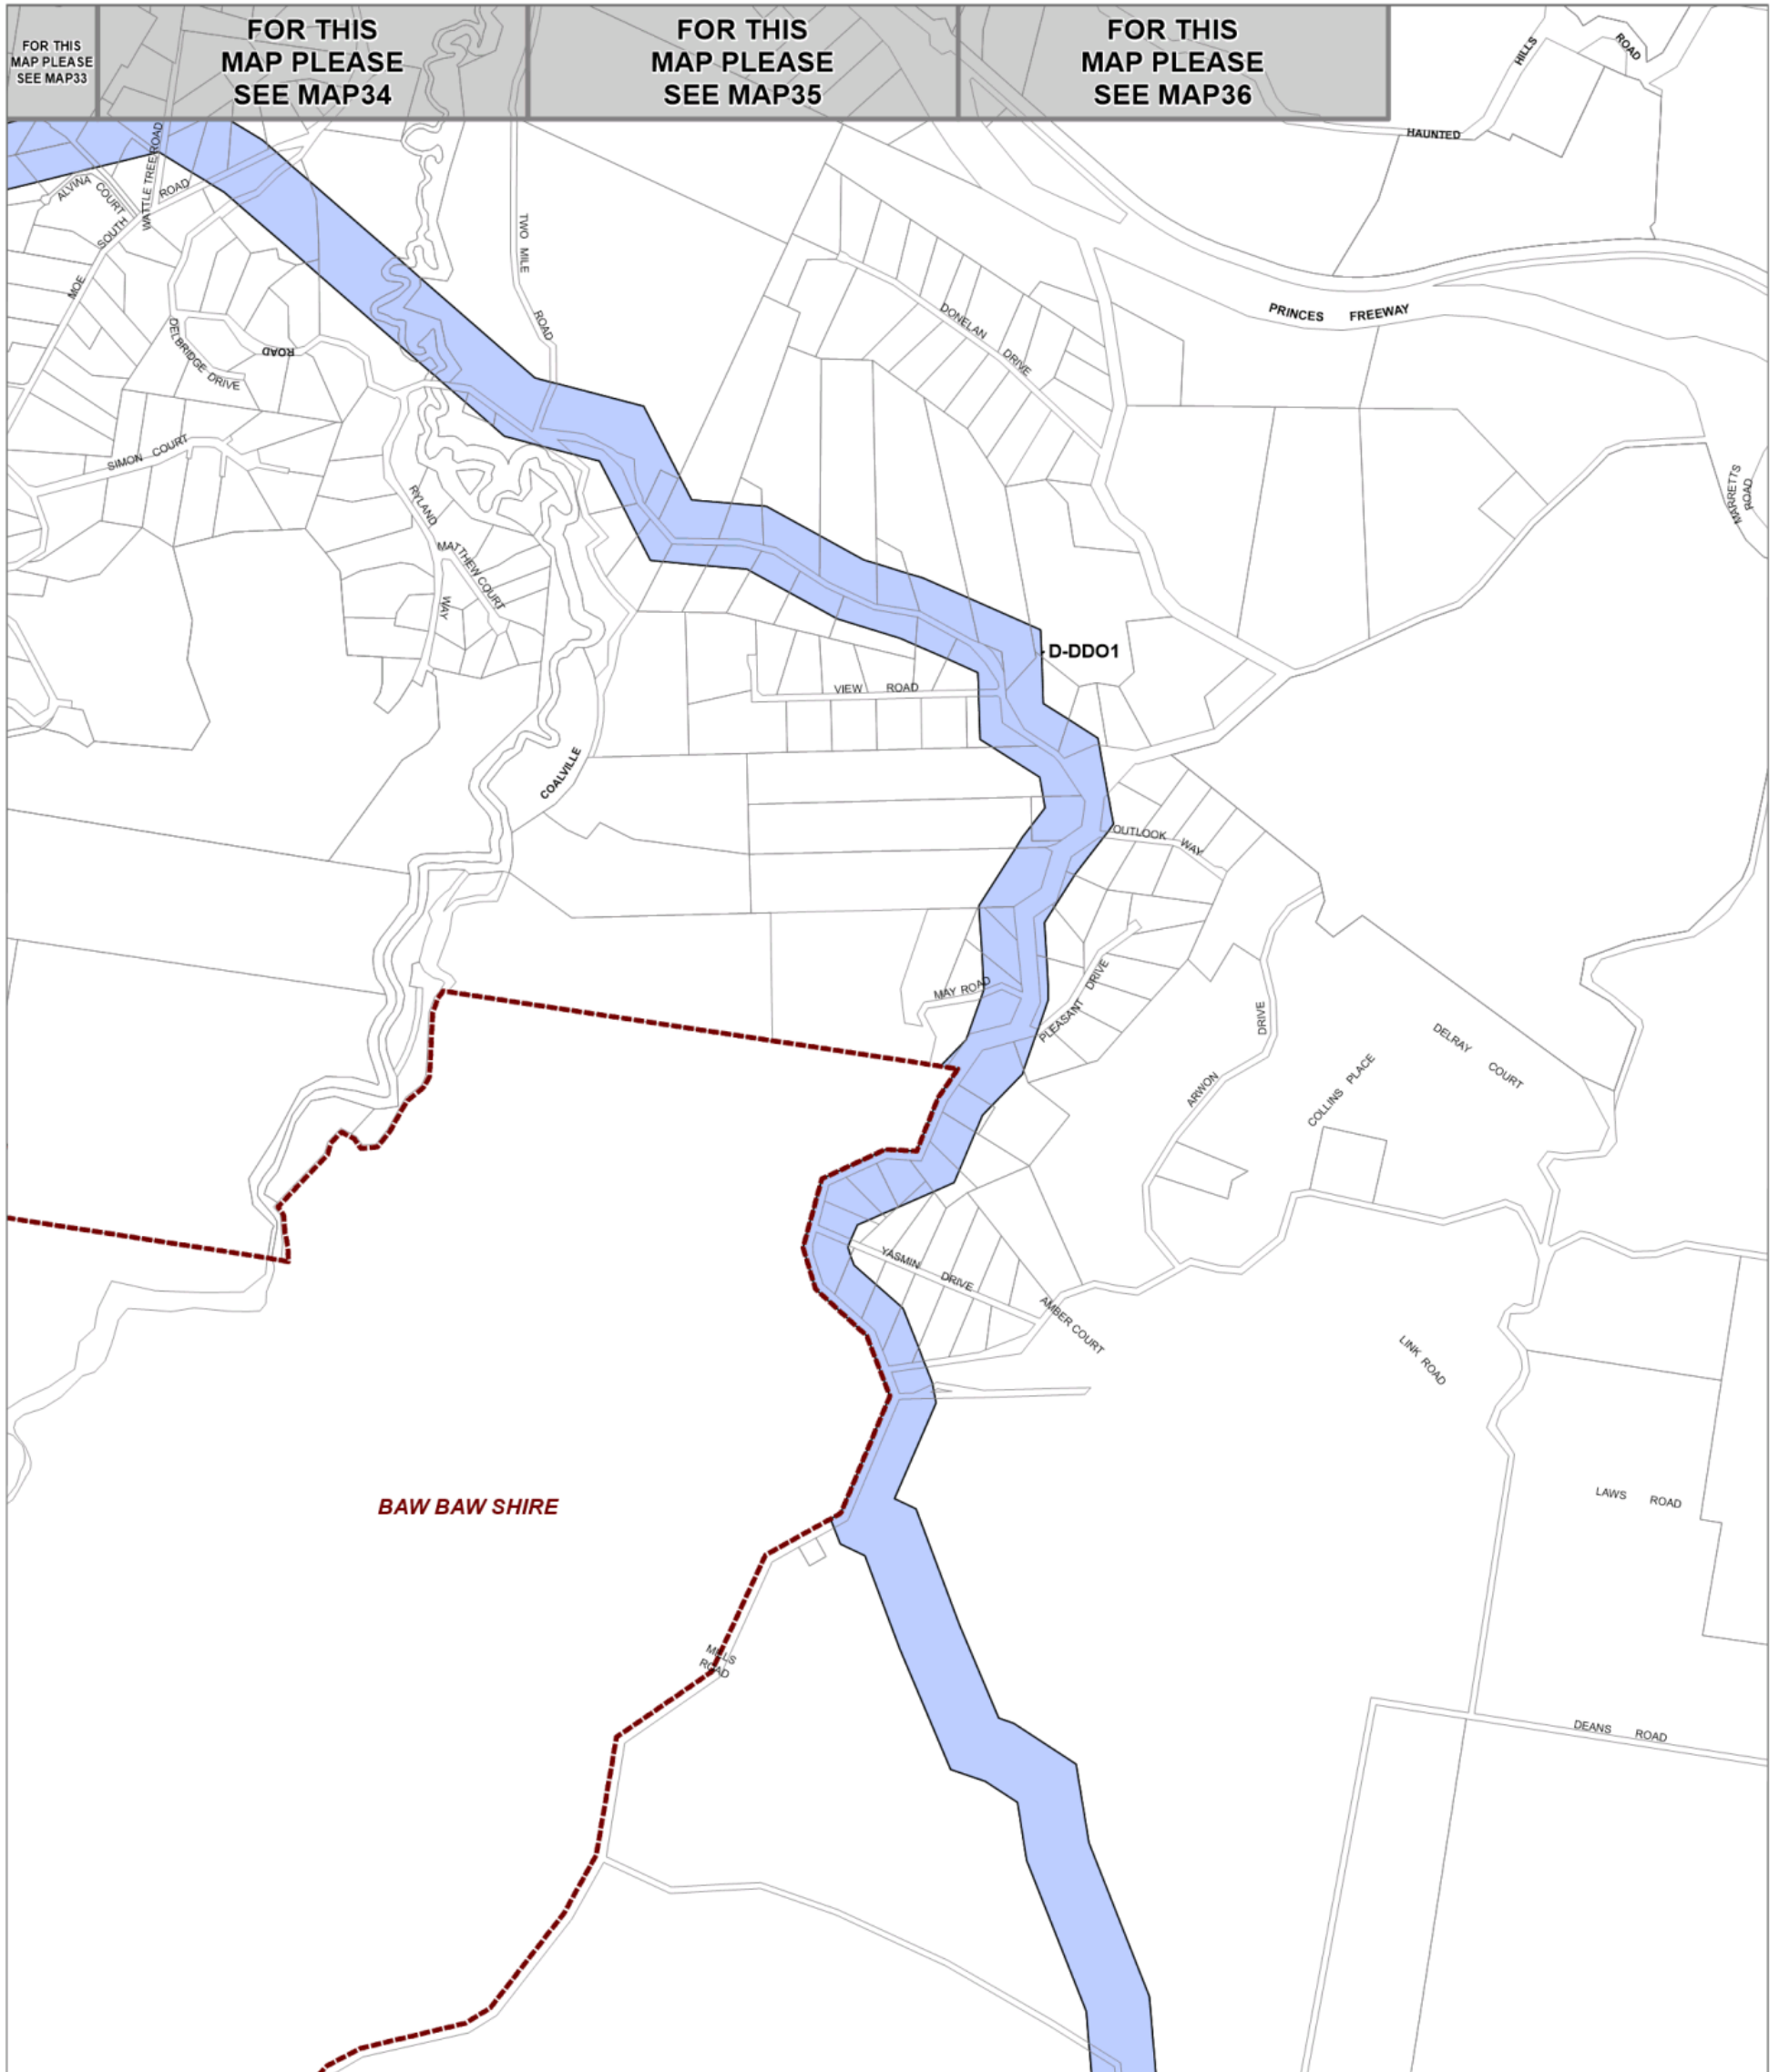 FOR THIS
MAP PLEASE
SEE MAP33
FOR THIS
MAP PLEASE
SEE MAP34
FOR THIS
MAP PLEASE
SEE MAP35
FOR THIS
MAP PLEASE
SEE MAP36
HILLS
ROAD
HAUNTED
WATTLE TREE ROAD
ALVINA
COURT
ROAD
SOUTH
MOE
TWO MILE
ROAD
DELBRIDGE DRIVE
ROAD
DONELAN
DRIVE
PRINCES FREEWAY
SIMON COURT
RYLAND
WAY
MATTHEW COURT
MARRETTS
ROAD
D-DDO1
VIEW ROAD
COALVILLE
OUTLOOK WAY
MAY ROAD
PLEASANT DRIVE
ARWON
DRIVE
DELRAY COURT
COLLINS PLACE
YASMIN DRIVE
AMBER COURT
LINK ROAD
LAWS ROAD
BAW BAW SHIRE
MILLS
ROAD
DEANS ROAD